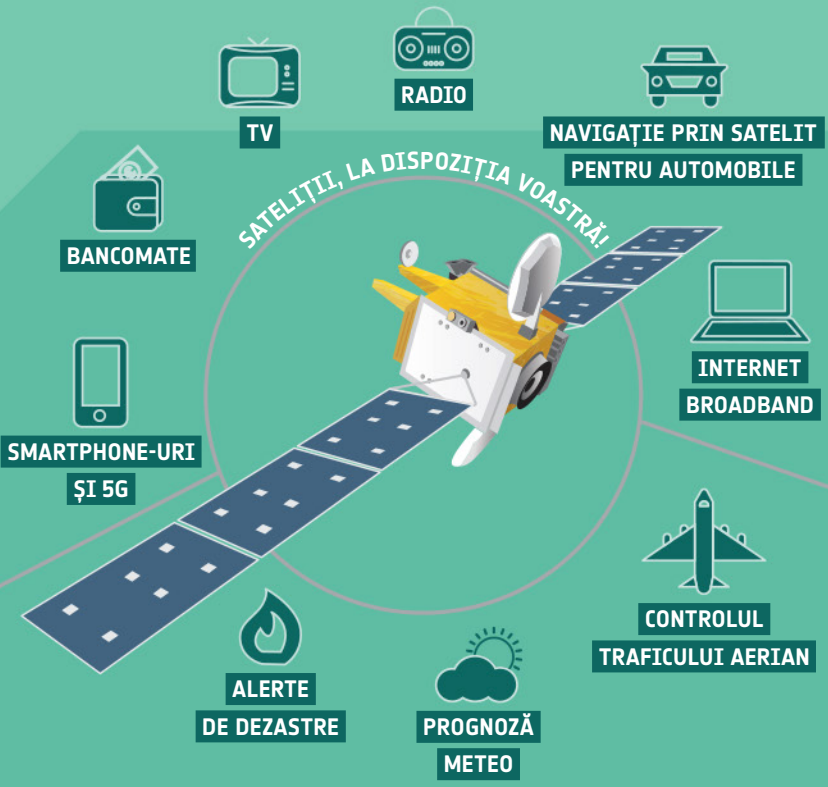 TV
RADIO
NAVIGAȚIE PRIN SATELIT
PENTRU AUTOMOBILE
SATELIȚII, LA DISPOZIȚIA VOASTRĂ!
BANCOMATE
INTERNET
BROADBAND
SMARTPHONE-URI
ȘI 5G
CONTROLUL
TRAFICULUI AERIAN
ALERTE
DE DEZASTRE
PROGNOZĂ
METEO